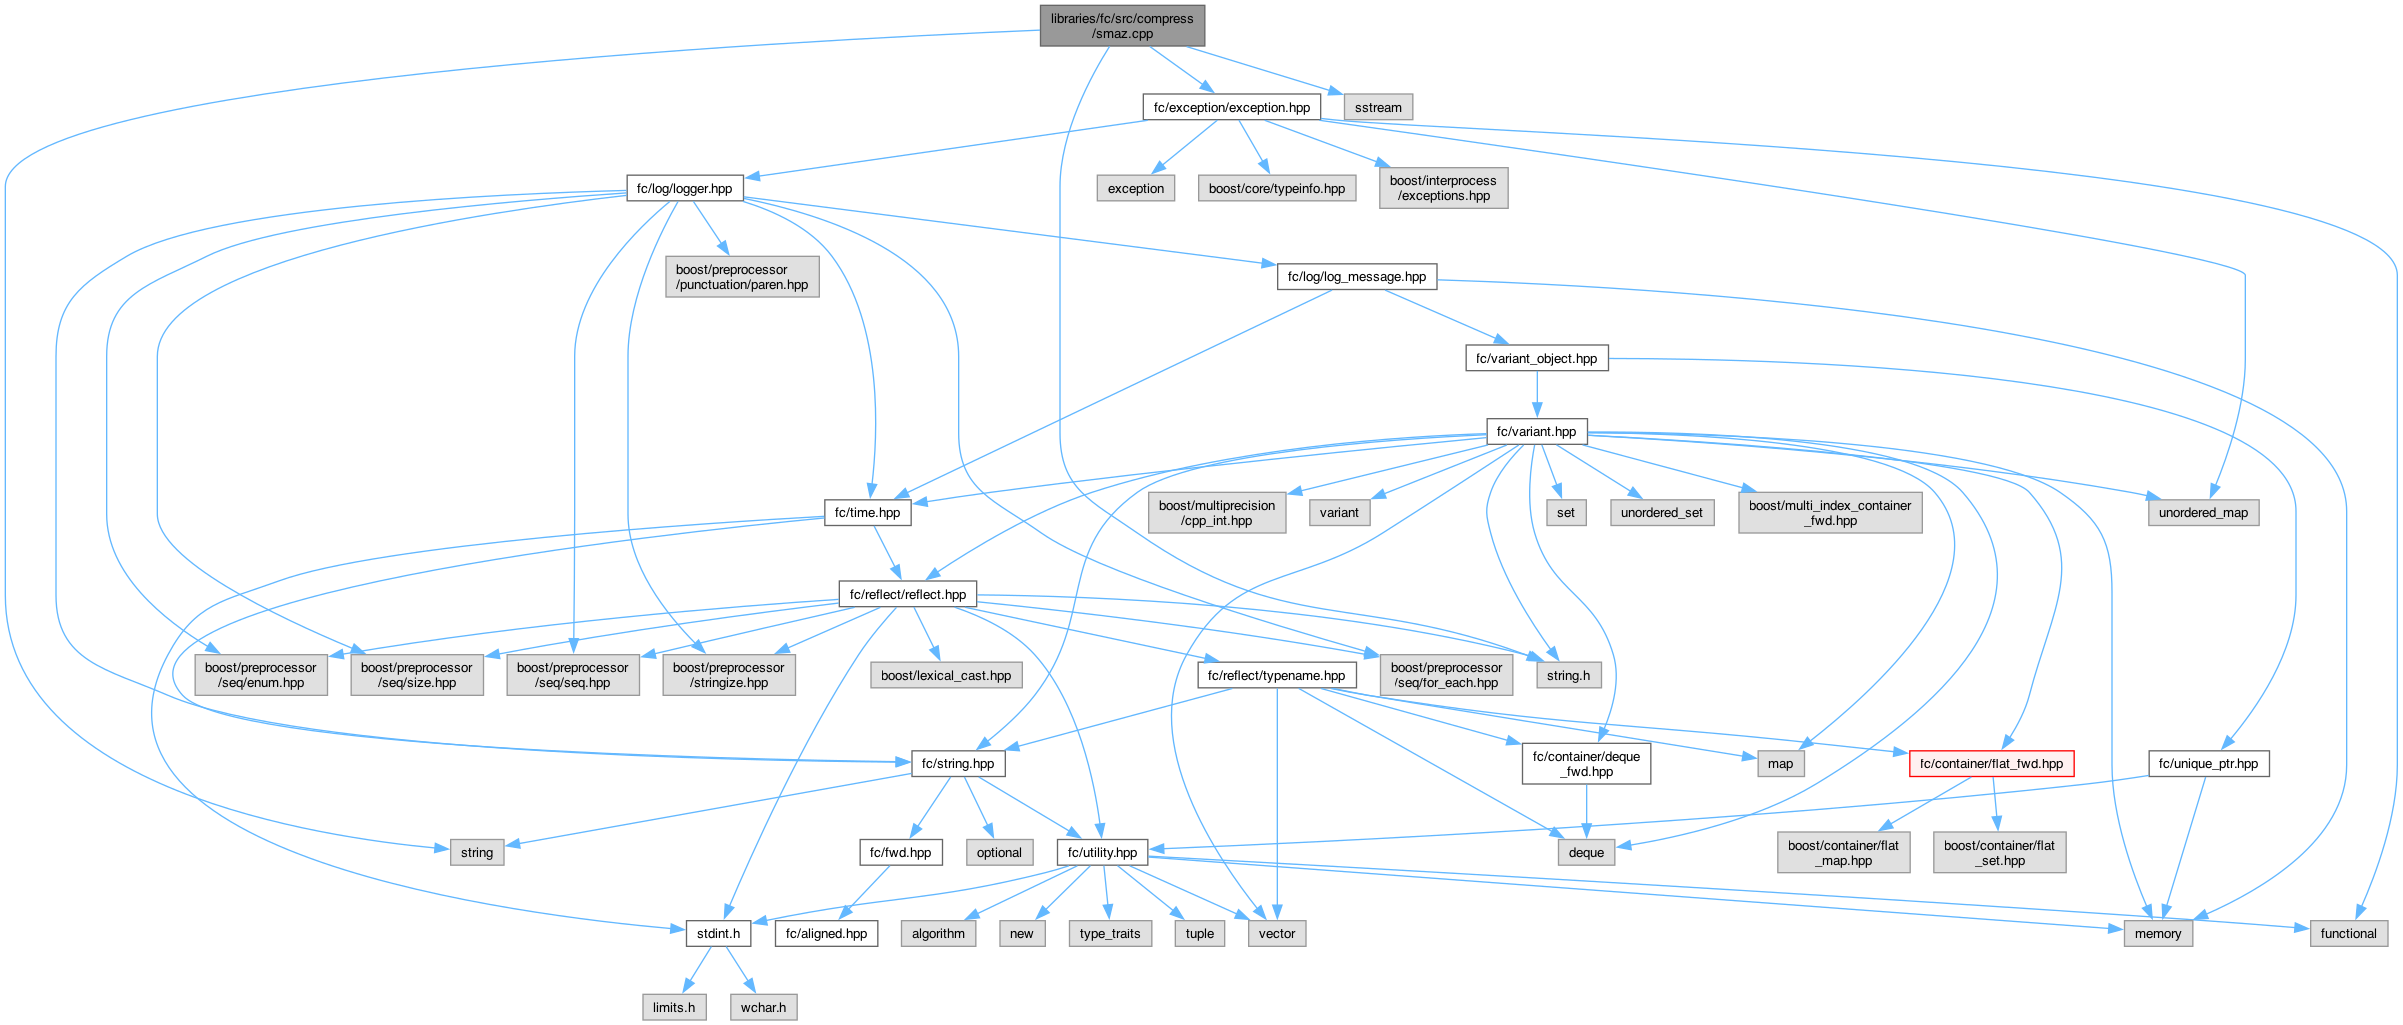 libraries/fc/src/compress
/smaz.cpp
fc/exception/exception.hpp
sstream
fc/log/logger.hpp
exception
boost/core/typeinfo.hpp
boost/interprocess
/exceptions.hpp
boost/preprocessor
/punctuation/paren.hpp
fc/log/log_message.hpp
fc/variant_object.hpp
fc/variant.hpp
fc/time.hpp
boost/multiprecision
/cpp_int.hpp
variant
set
unordered_set
boost/multi_index_container
_fwd.hpp
unordered_map
fc/reflect/reflect.hpp
boost/preprocessor
/seq/enum.hpp
boost/preprocessor
/seq/size.hpp
boost/preprocessor
/seq/seq.hpp
boost/preprocessor
/stringize.hpp
boost/lexical_cast.hpp
fc/reflect/typename.hpp
boost/preprocessor
/seq/for_each.hpp
string.h
fc/string.hpp
fc/container/deque
_fwd.hpp
map
fc/container/flat_fwd.hpp
fc/unique_ptr.hpp
string
fc/fwd.hpp
optional
fc/utility.hpp
deque
boost/container/flat
_map.hpp
boost/container/flat
_set.hpp
stdint.h
fc/aligned.hpp
algorithm
new
type_traits
tuple
vector
memory
functional
limits.h
wchar.h